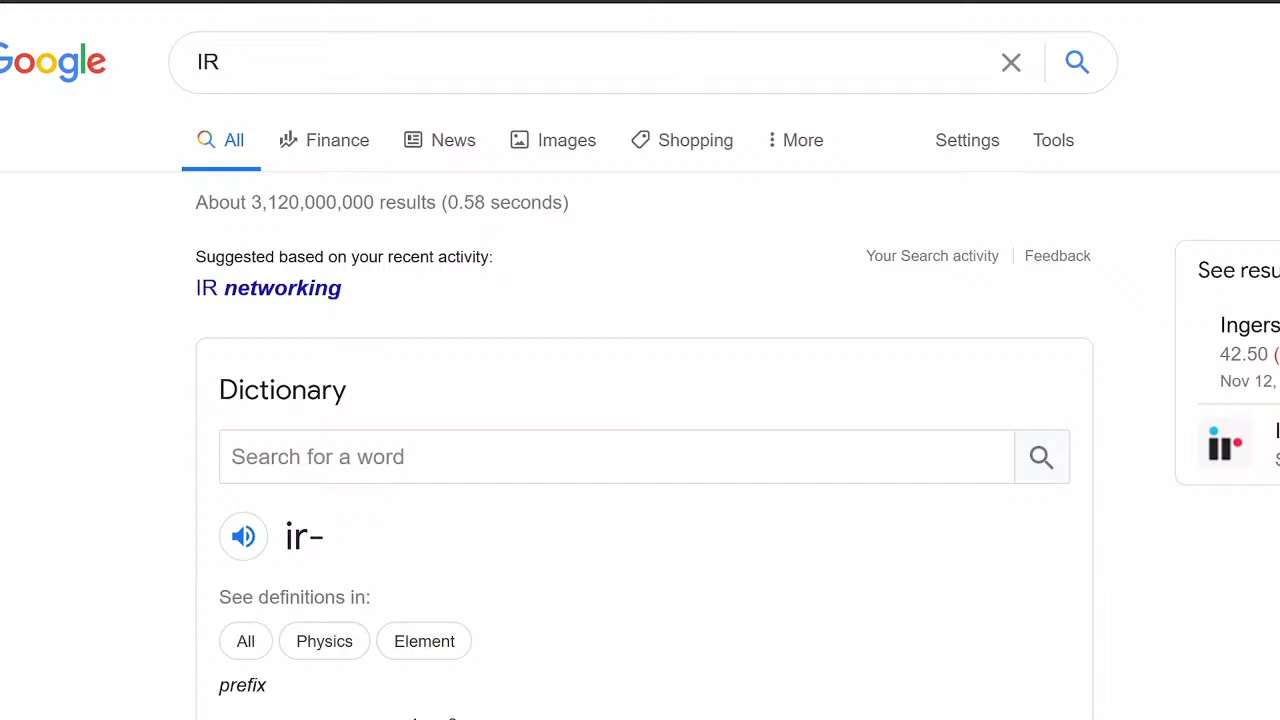 Google
IR
All Finance News Images Shopping More Settings Tools
About 3,120,000,000 results (0.58 seconds)
Suggested based on your recent activity:
Your Search activity Feedback
IR networking
See resu
Ingers
42.50 (
Nov 12,
ir
Dictionary
Search for a word
ir-
See definitions in:
All Physics Element
prefix